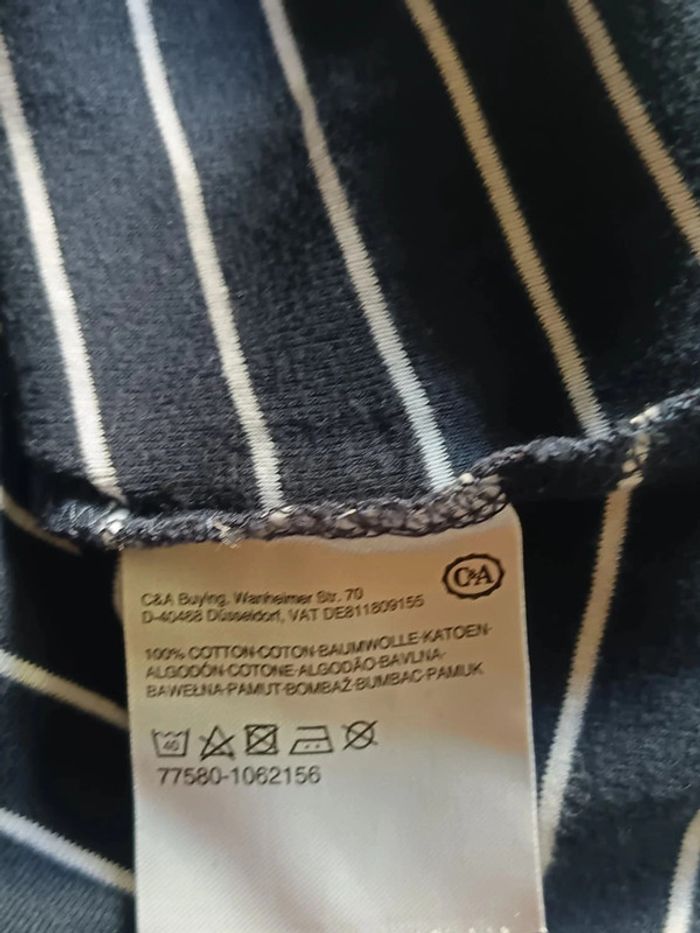 C&A
C&A Buying, Wanheimer Str. 70
D-40468 Düsseldorf, VAT DE811809155
100% COTTON-COTON-BAUMWOLLE-KATOEN-
ALGODÓN-COTONE-ALGODÃO-BAVLNA-
BAWEŁNA-PAMUT-BOMBAŽ-BUMBAC-PAMUK
40
77580-1062156